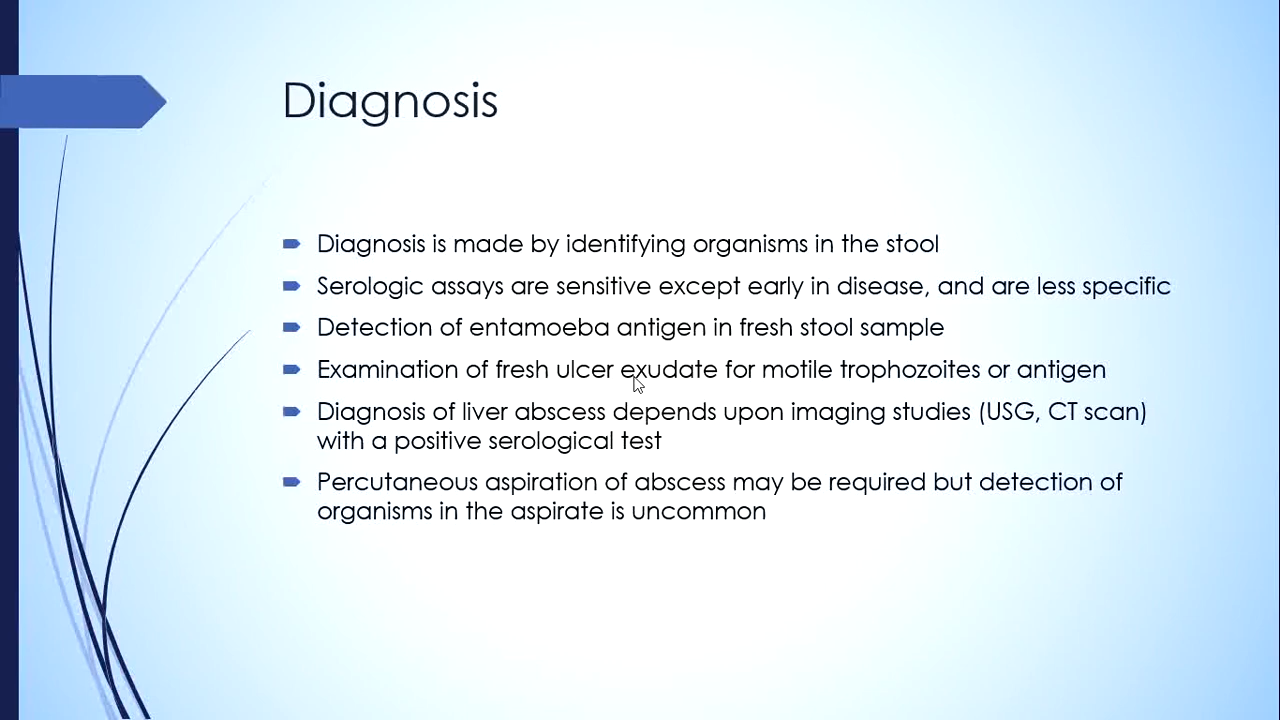 Diagnosis
Diagnosis is made by identifying organisms in the stool
Serologic assays are sensitive except early in disease, and are less specific
Detection of entamoeba antigen in fresh stool sample
Examination of fresh ulcer exudate for motile trophozoites or antigen
Diagnosis of liver abscess depends upon imaging studies (USG, CT scan)
with a positive serological test
Percutaneous aspiration of abscess may be required but detection of
organisms in the aspirate is uncommon